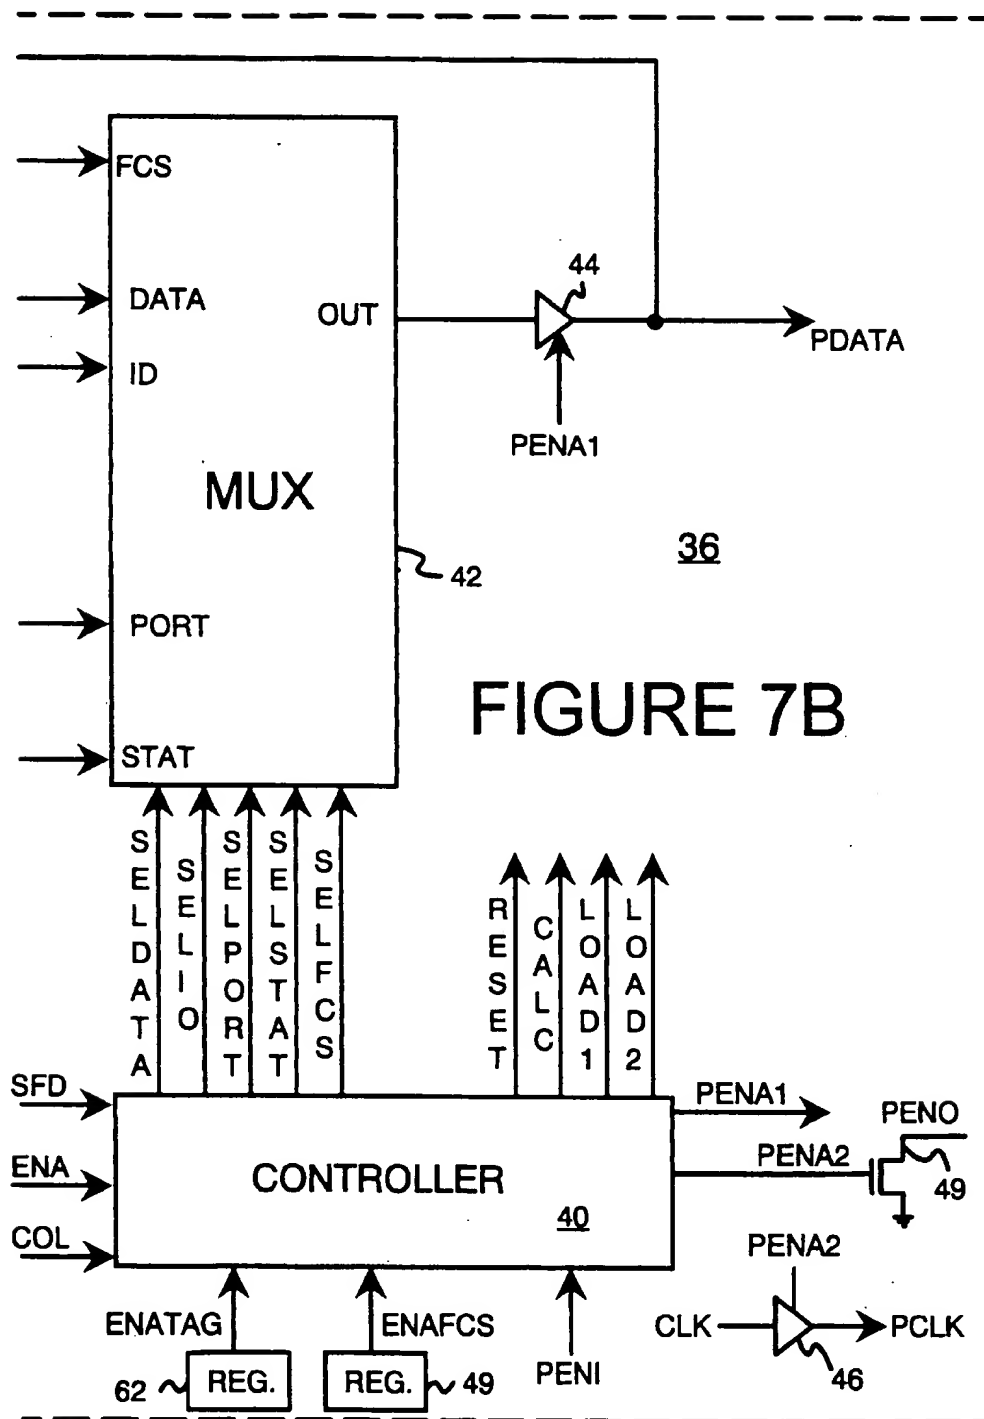 FCS
DATA
OUT
ID
44
PDATA
PENA1
MUX
36
42
PORT
FIGURE 7B
STAT
SELDATA
SELIO
SELPORT
SELSTAT
SELFCS
RESET
CALC
LOAD1
LOAD2
SFD
PENA1
PENO
ENA
CONTROLLER
PENA2
49
COL
40
PENA2
ENATAG
ENAFCS
CLK
PCLK
PENI
62
REG.
REG.
49
46